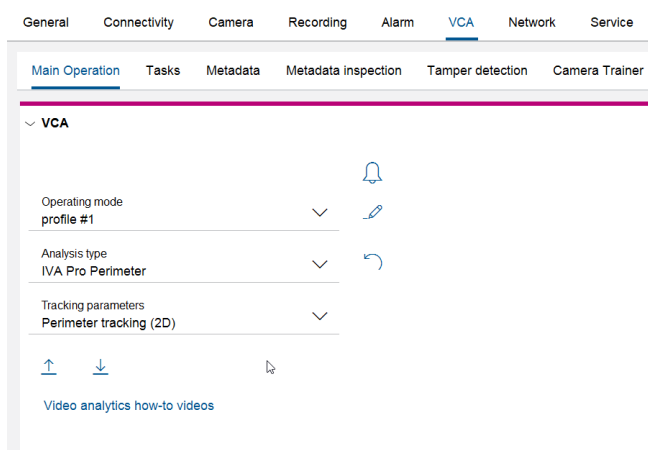 General Connectivity Camera Recording Alarm VCA Network Service
Main Operation Tasks Metadata Metadata inspection Tamper detection Camera Trainer
VCA
Operating mode
profile #1
Analysis type
IVA Pro Perimeter
Tracking parameters
Perimeter tracking (2D)
Video analytics how-to videos